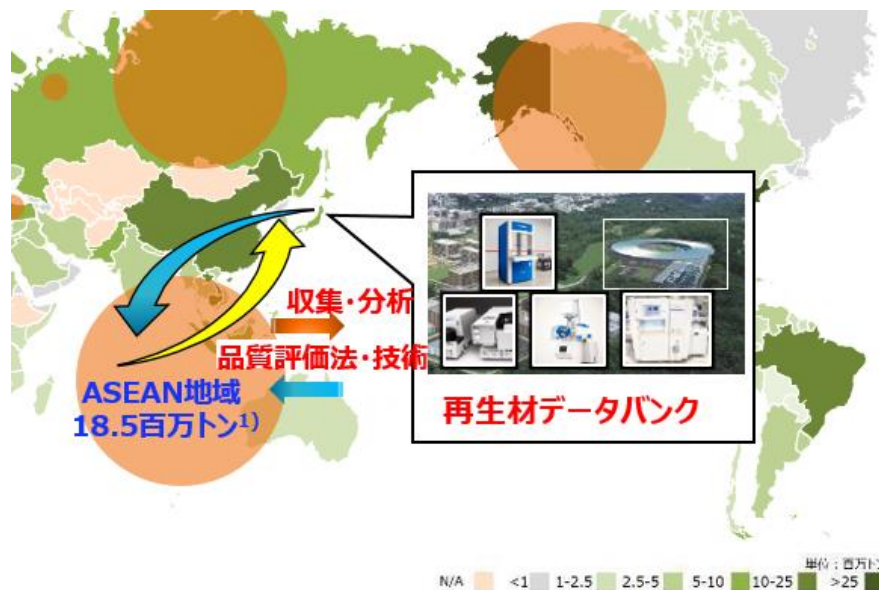 収集・分析
品質評価法・技術
ASEAN地域
18.5百万トン1)
再生材データバンク
単位：百万トン
N/A <1 1-2.5 2.5-5 5-10 10-25 >25